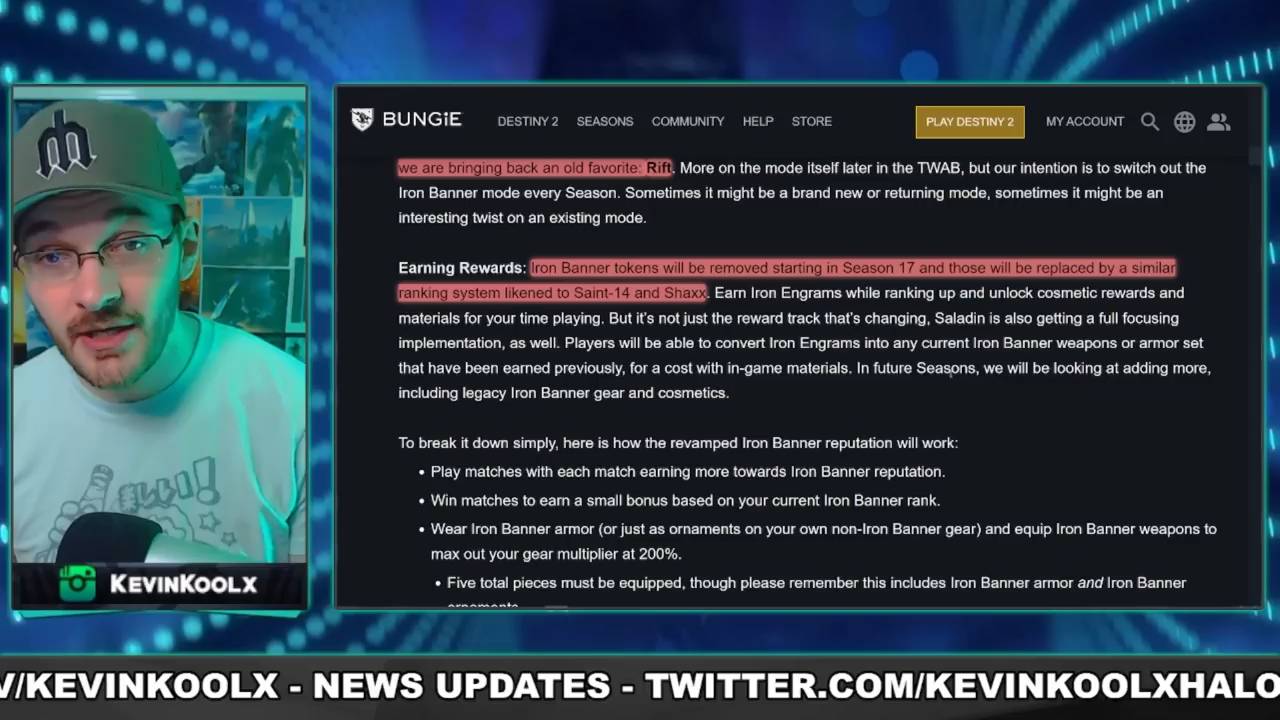 BUNGIE
DESTINY 2 SEASONS COMMUNITY HELP STORE
PLAY DESTINY 2
MY ACCOUNT
we are bringing back an old favorite: Rift. More on the mode itself later in the TWAB, but our intention is to switch out the
Iron Banner mode every Season. Sometimes it might be a brand new or returning mode, sometimes it might be an
interesting twist on an existing mode.
Earning Rewards: Iron Banner tokens will be removed starting in Season 17 and those will be replaced by a similar
ranking system likened to Saint-14 and Shaxx. Earn Iron Engrams while ranking up and unlock cosmetic rewards and
materials for your time playing. But it's not just the reward track that's changing, Saladin is also getting a full focusing
implementation, as well. Players will be able to convert Iron Engrams into any current Iron Banner weapons or armor set
that have been earned previously, for a cost with in-game materials. In future Seasons, we will be looking at adding more,
including legacy Iron Banner gear and cosmetics.
To break it down simply, here is how the revamped Iron Banner reputation will work:
• Play matches with each match earning more towards Iron Banner reputation.
• Win matches to earn a small bonus based on your current Iron Banner rank.
• Wear Iron Banner armor (or just as ornaments on your own non-Iron Banner gear) and equip Iron Banner weapons to
max out your gear multiplier at 200%.
• Five total pieces must be equipped, though please remember this includes Iron Banner armor and Iron Banner
ornaments
KEVINKOOLX
V/KEVINKOOLX - NEWS UPDATES - TWITTER.COM/KEVINKOOLXHALO